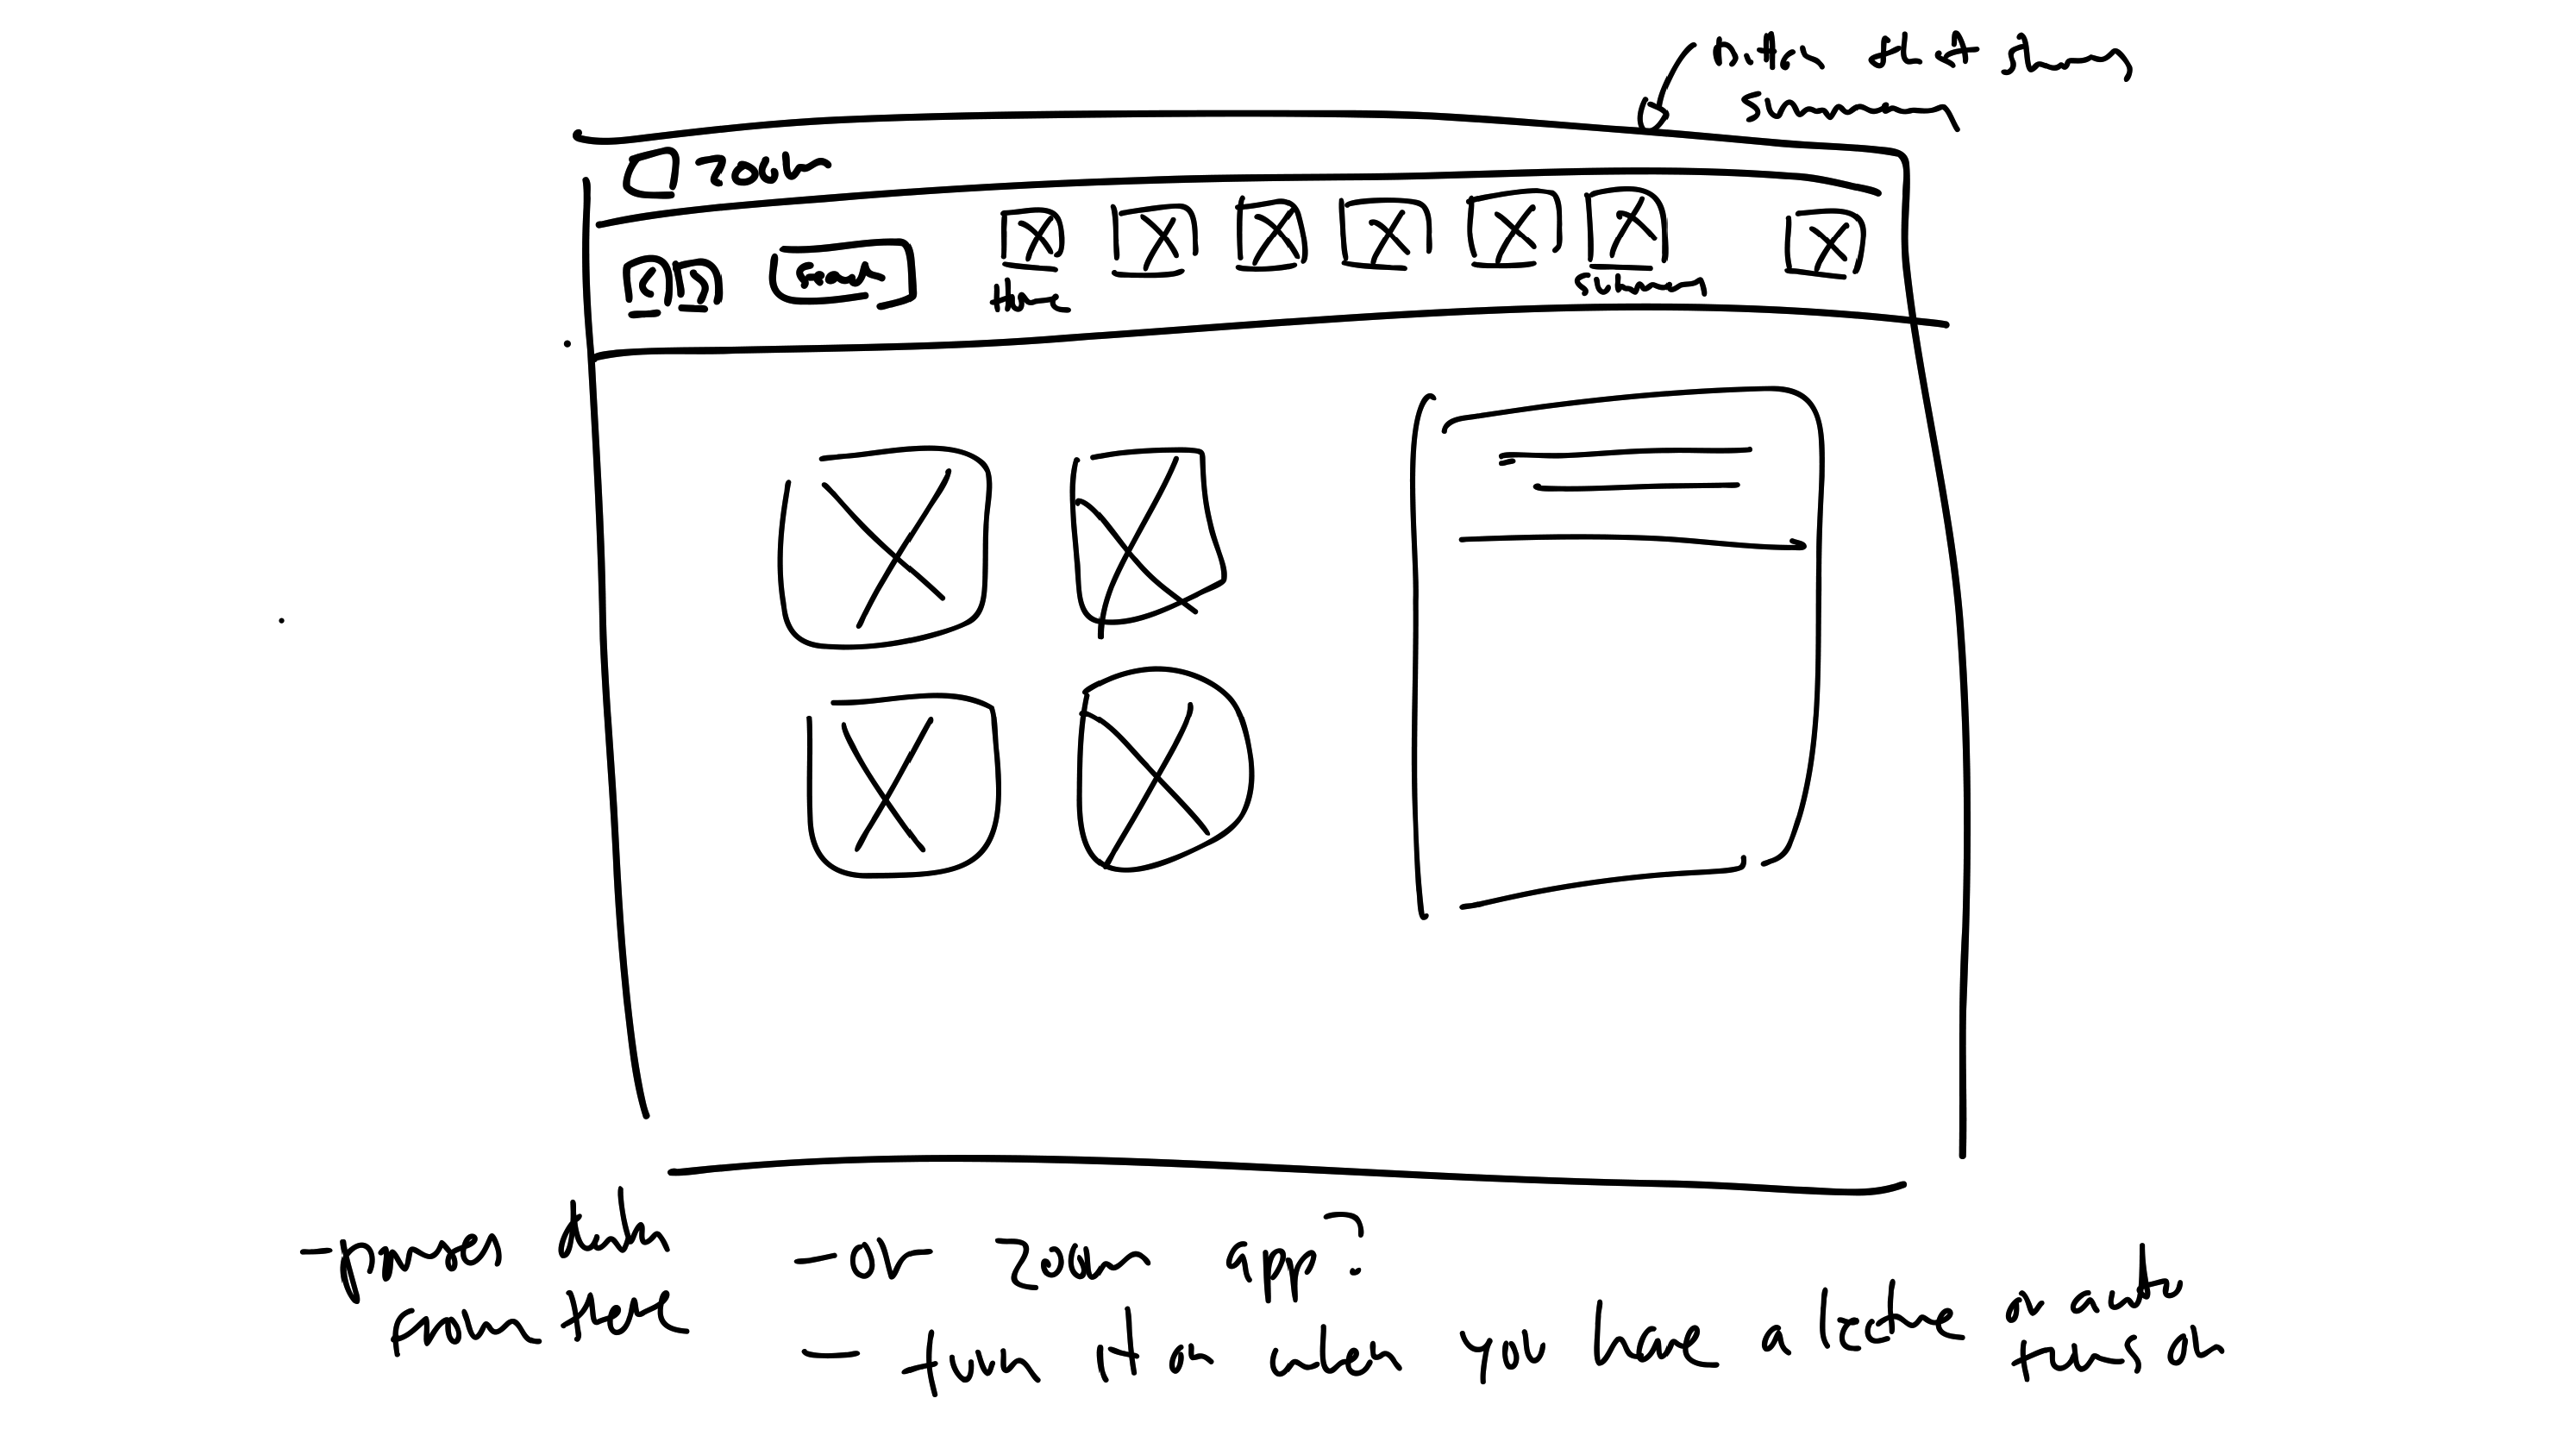 button that shows
summary
zoom
< >
search
Home
summary
- parses data
from there
- or zoom app?
- turn it on when you have a lecture or auto
turns on